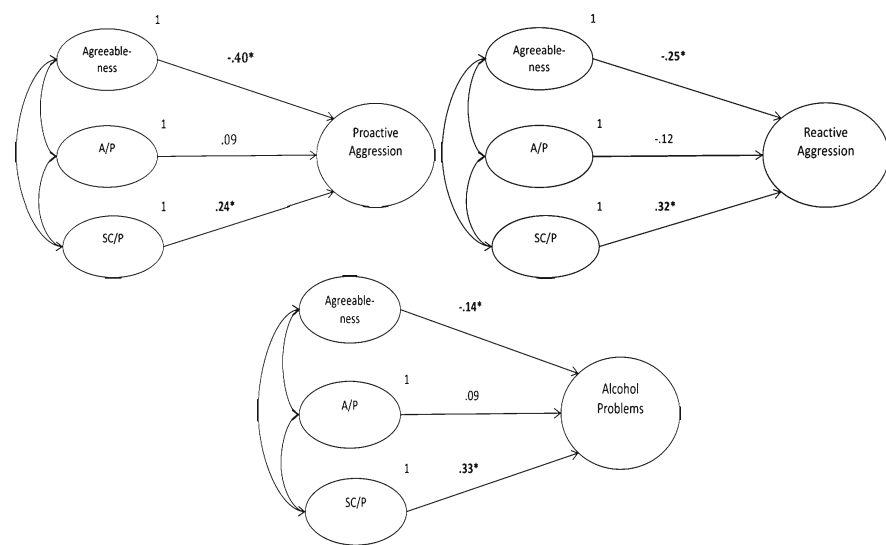 1
Agreeable-
ness
-.40*
1
A/P
.09
Proactive
Aggression
1
.24*
SC/P
1
Agreeable-
ness
-.25*
1
A/P
-.12
Reactive
Aggression
1
.32*
SC/P
Agreeable-
ness
-.14*
1
A/P
.09
Alcohol
Problems
1
.33*
SC/P